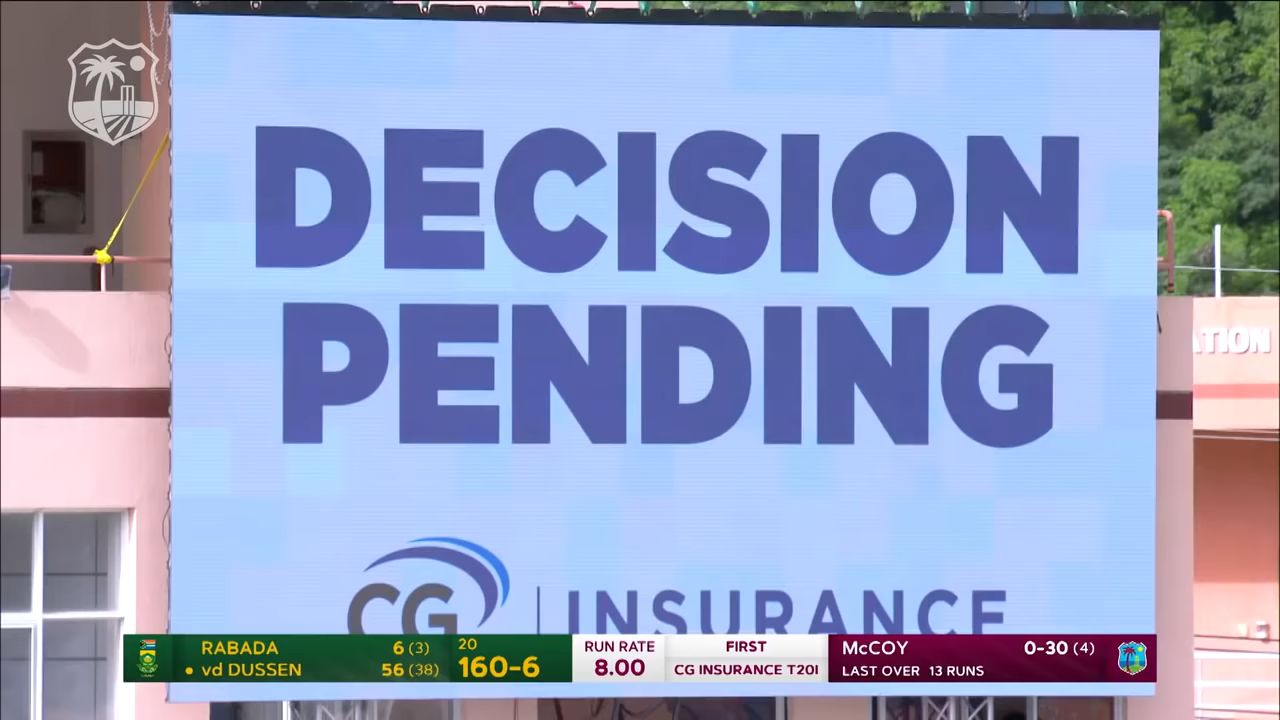 DECISION
PENDING
ATION
CG | INSURANCE
RABADA 6 (3)
vd DUSSEN 56 (38)
20
160-6
RUN RATE
8.00
FIRST
CG INSURANCE T20I
McCOY 0-30 (4)
LAST OVER 13 RUNS